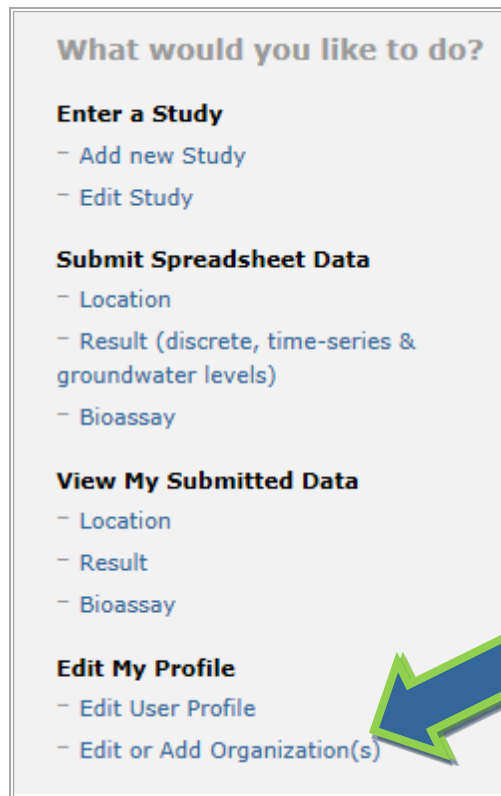 What would you like to do?
Enter a Study
- Add new Study
- Edit Study
Submit Spreadsheet Data
- Location
- Result (discrete, time-series &
groundwater levels)
- Bioassay
View My Submitted Data
- Location
- Result
- Bioassay
Edit My Profile
- Edit User Profile
- Edit or Add Organization(s)